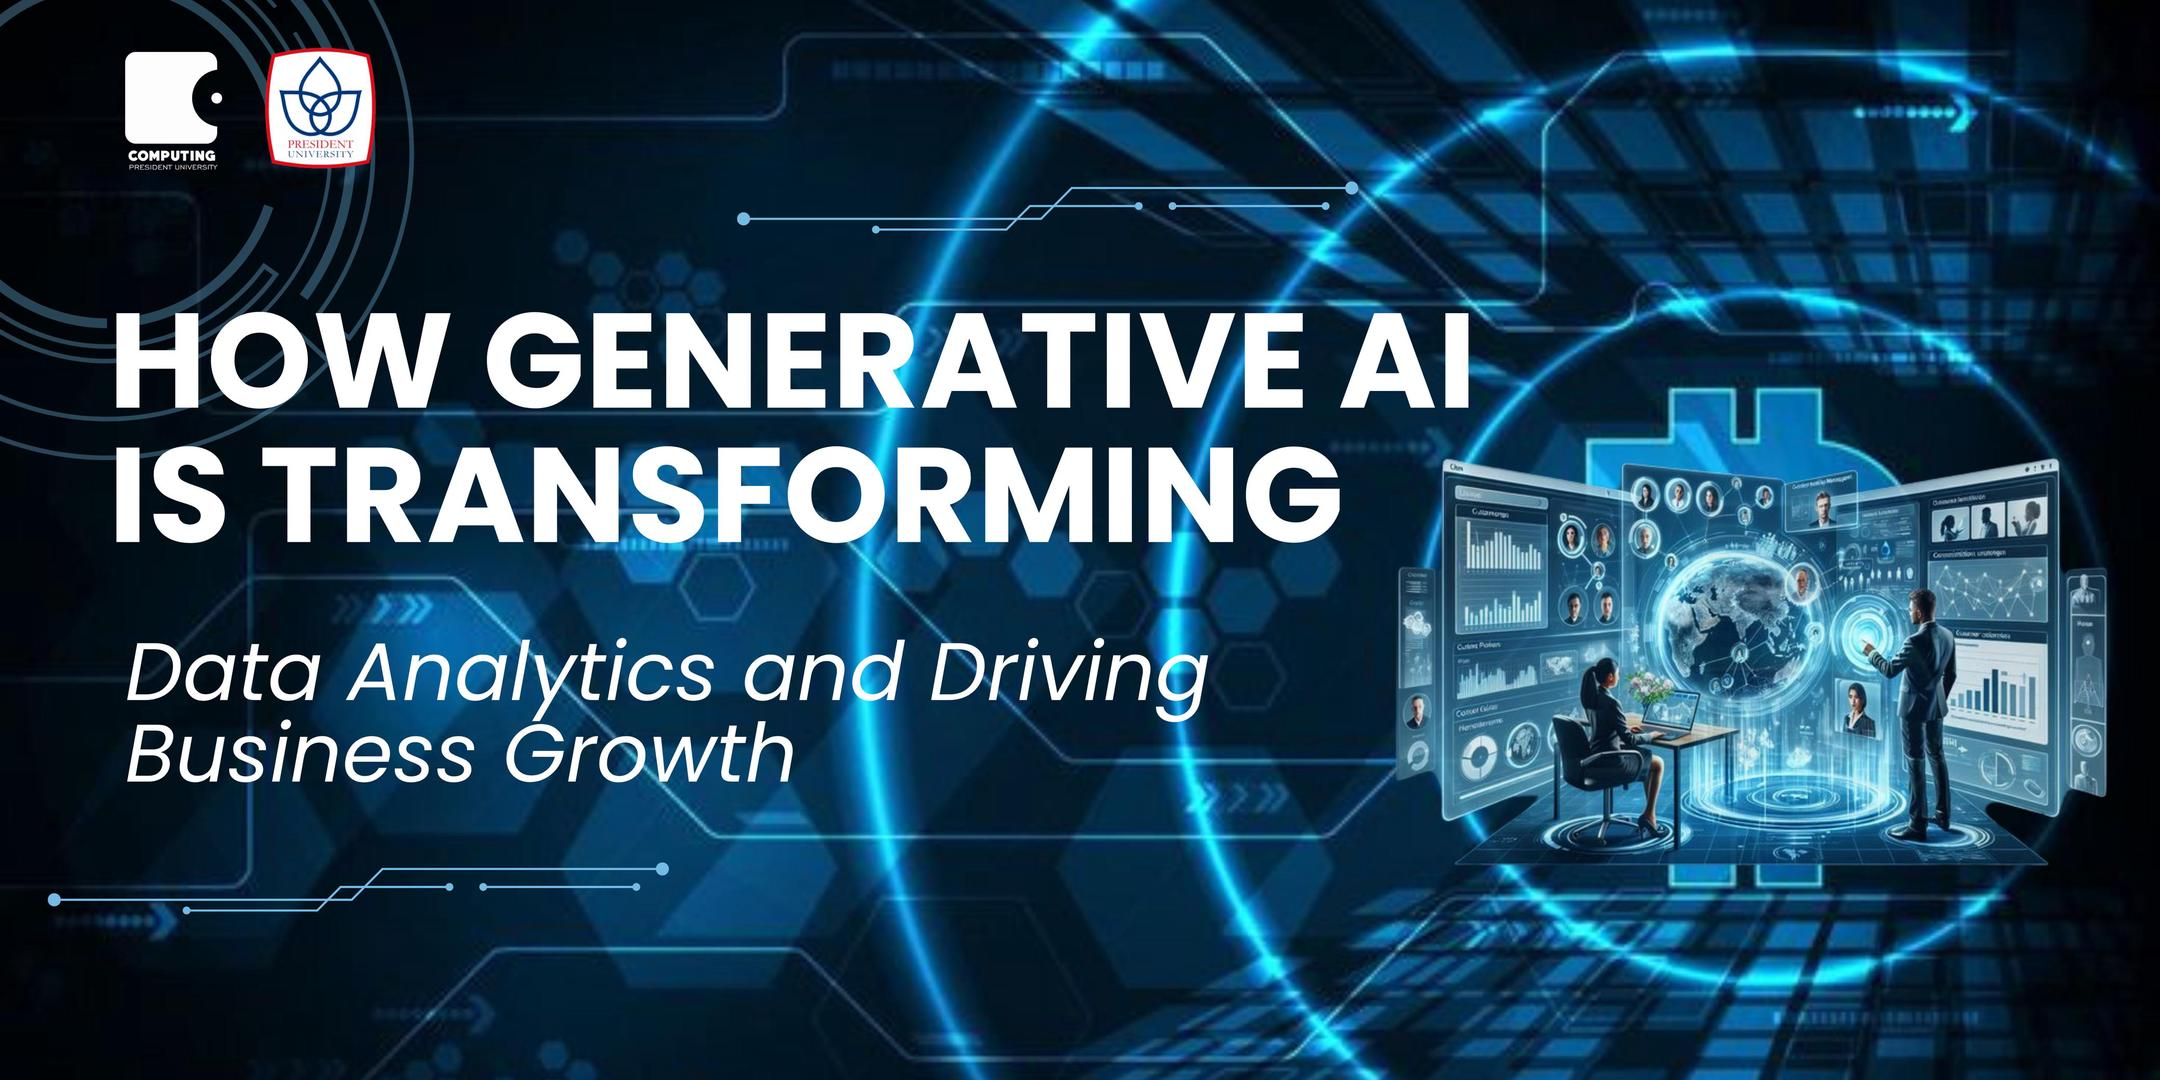 COMPUTING
PRESIDENT UNIVERSITY
PRESIDENT
UNIVERSITY
HOW GENERATIVE AI
IS TRANSFORMING
Data Analytics and Driving
Business Growth